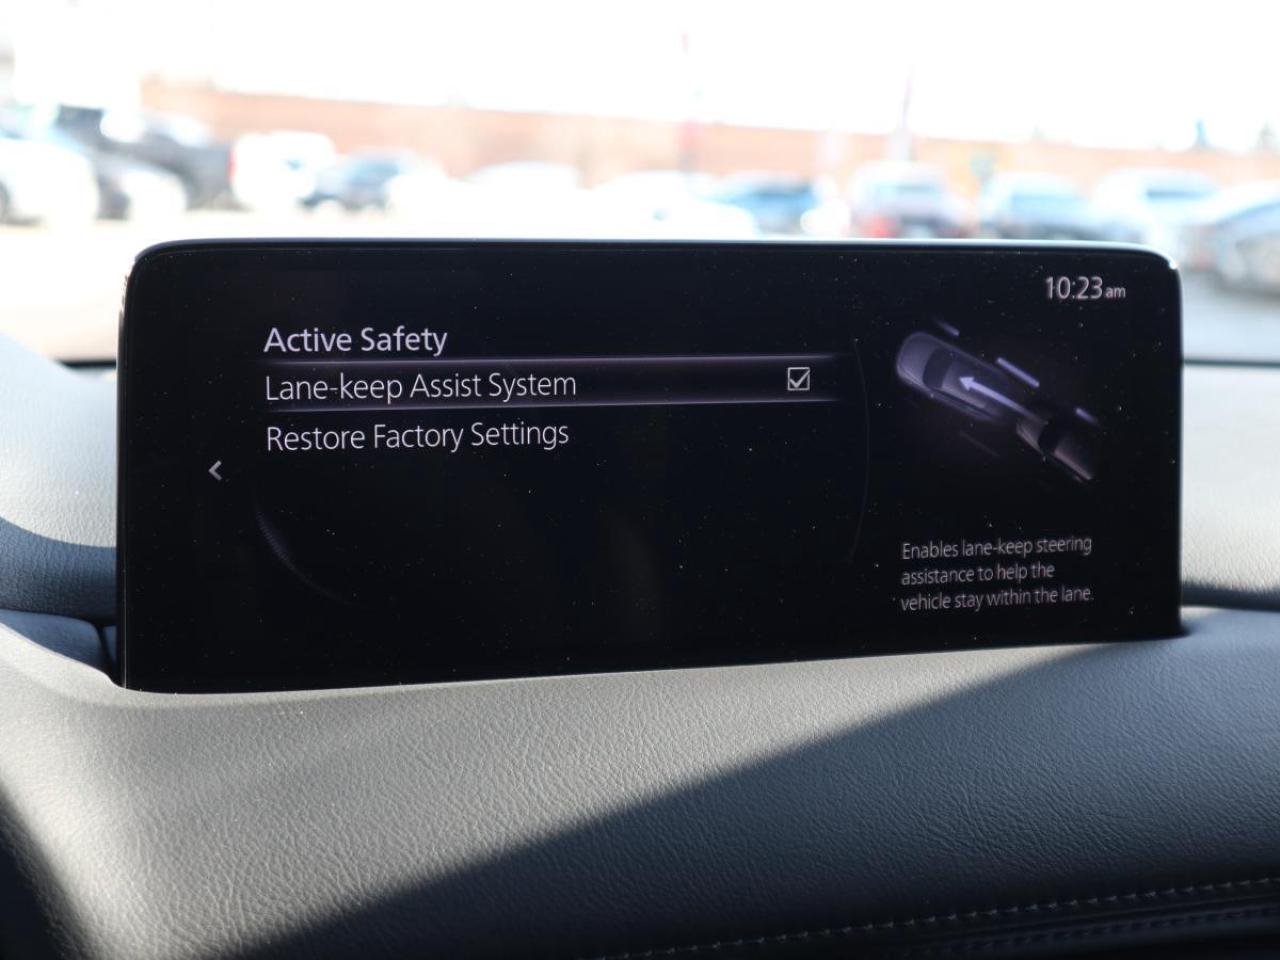 10:23am
Active Safety
Lane-keep Assist System
Restore Factory Settings
Enables lane-keep steering
assistance to help the
vehicle stay within the lane.